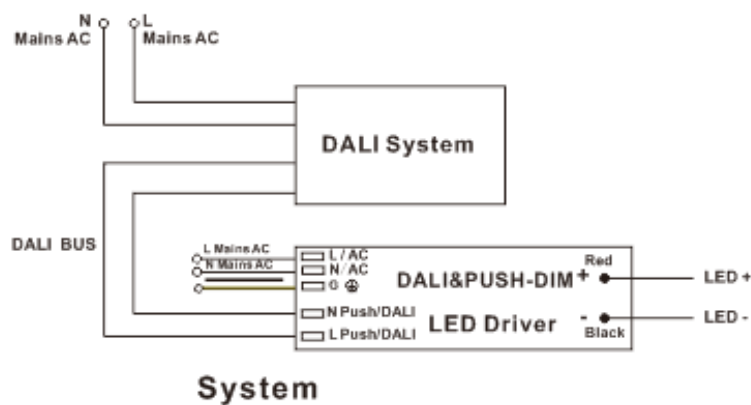 N
Mains AC
L
Mains AC
DALI System
DALI BUS
L Mains AC
N Mains AC
L/AC
N/AC
G
N Push/DALI
L Push/DALI
DALI&PUSH-DIM
LED Driver
Red
+
-
Black
LED +
LED -
System